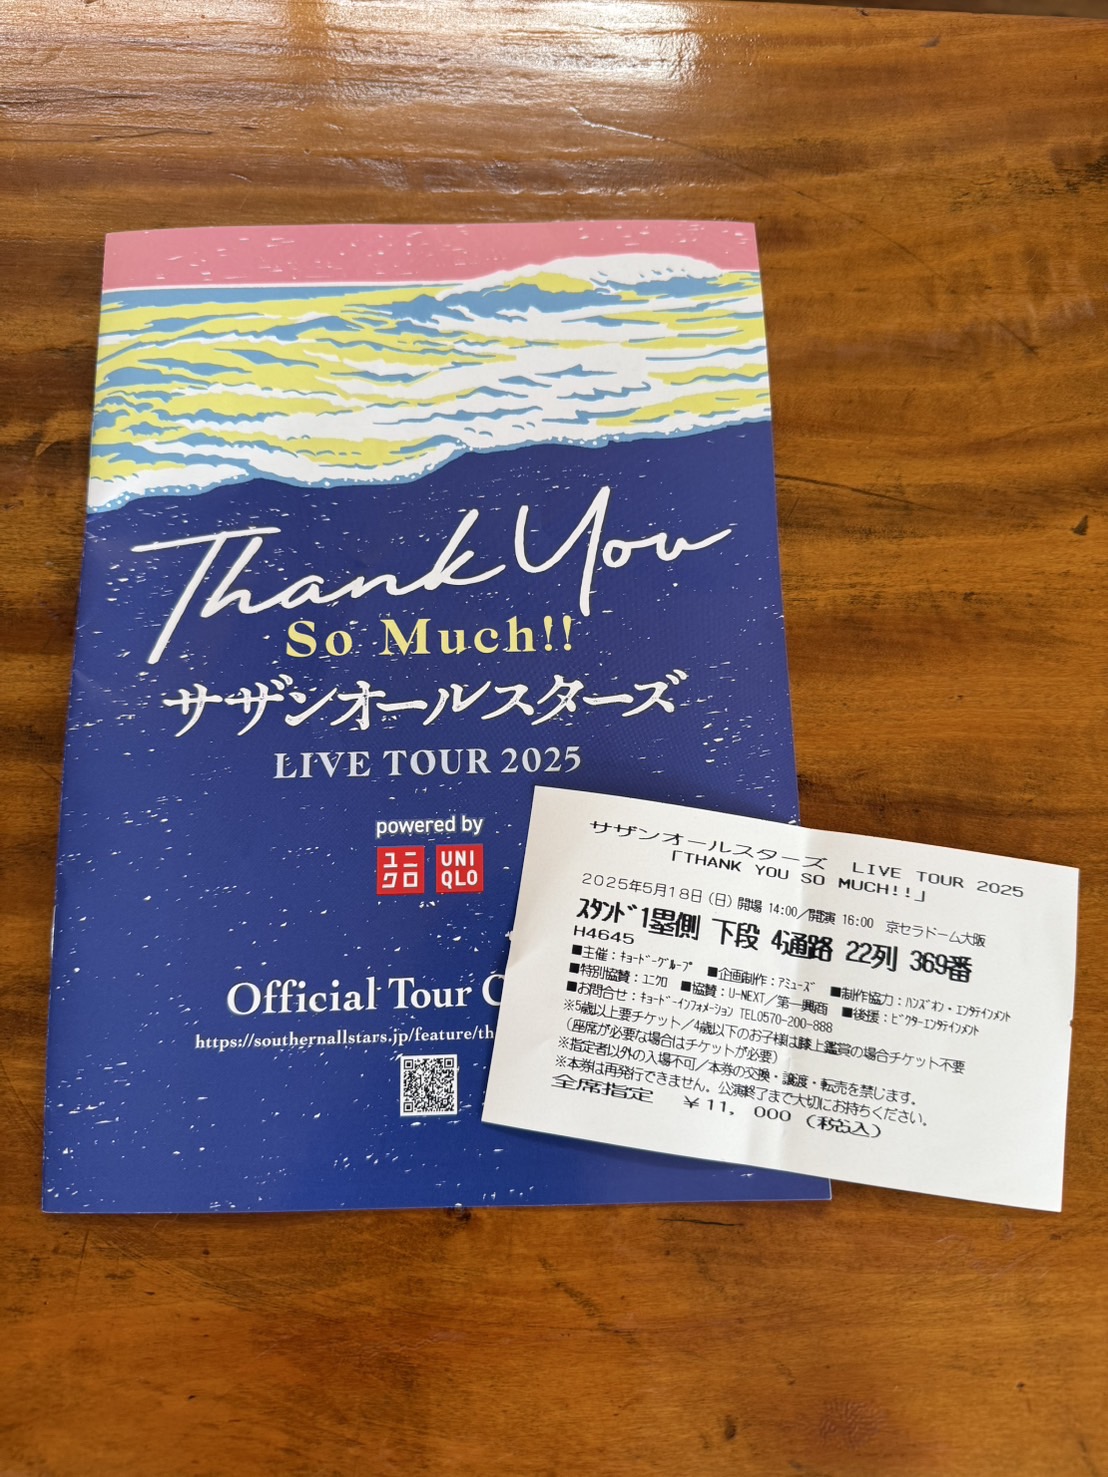 Thank You
So Much!!
サザンオールスターズ
LIVE TOUR 2025
powered by
ユニ UNI
クロ QLO
Official Tour
https://southernallstars.jp/feature/th
サザンオールスターズ LIVE TOUR 2025
「THANK YOU SO MUCH!!」
2025年5月18日(日) 開場 14:00/開演 16:00 京セラドーム大阪
スタンド1塁側 下段 4通路 22列 369番
H4645
■主催:キョードーグループ ■企画制作:アミューズ ■制作協力:ハンズオン・エンタテインメント
■特別協賛:ユニクロ ■協賛:U-NEXT/第一興商 ■後援:ビクターエンタテインメント
■お問合せ:キョードーインフォメーション TEL0570-200-888
※5歳以上要チケット/4歳以下のお子様は膝上鑑賞の場合チケット不要
(座席が必要な場合はチケットが必要)
※指定者以外の入場不可/本券の交換・譲渡・転売を禁じます。
※本券は再発行できません。公演終了まで大切にお持ちください。
全席指定 ¥11,000(税込)